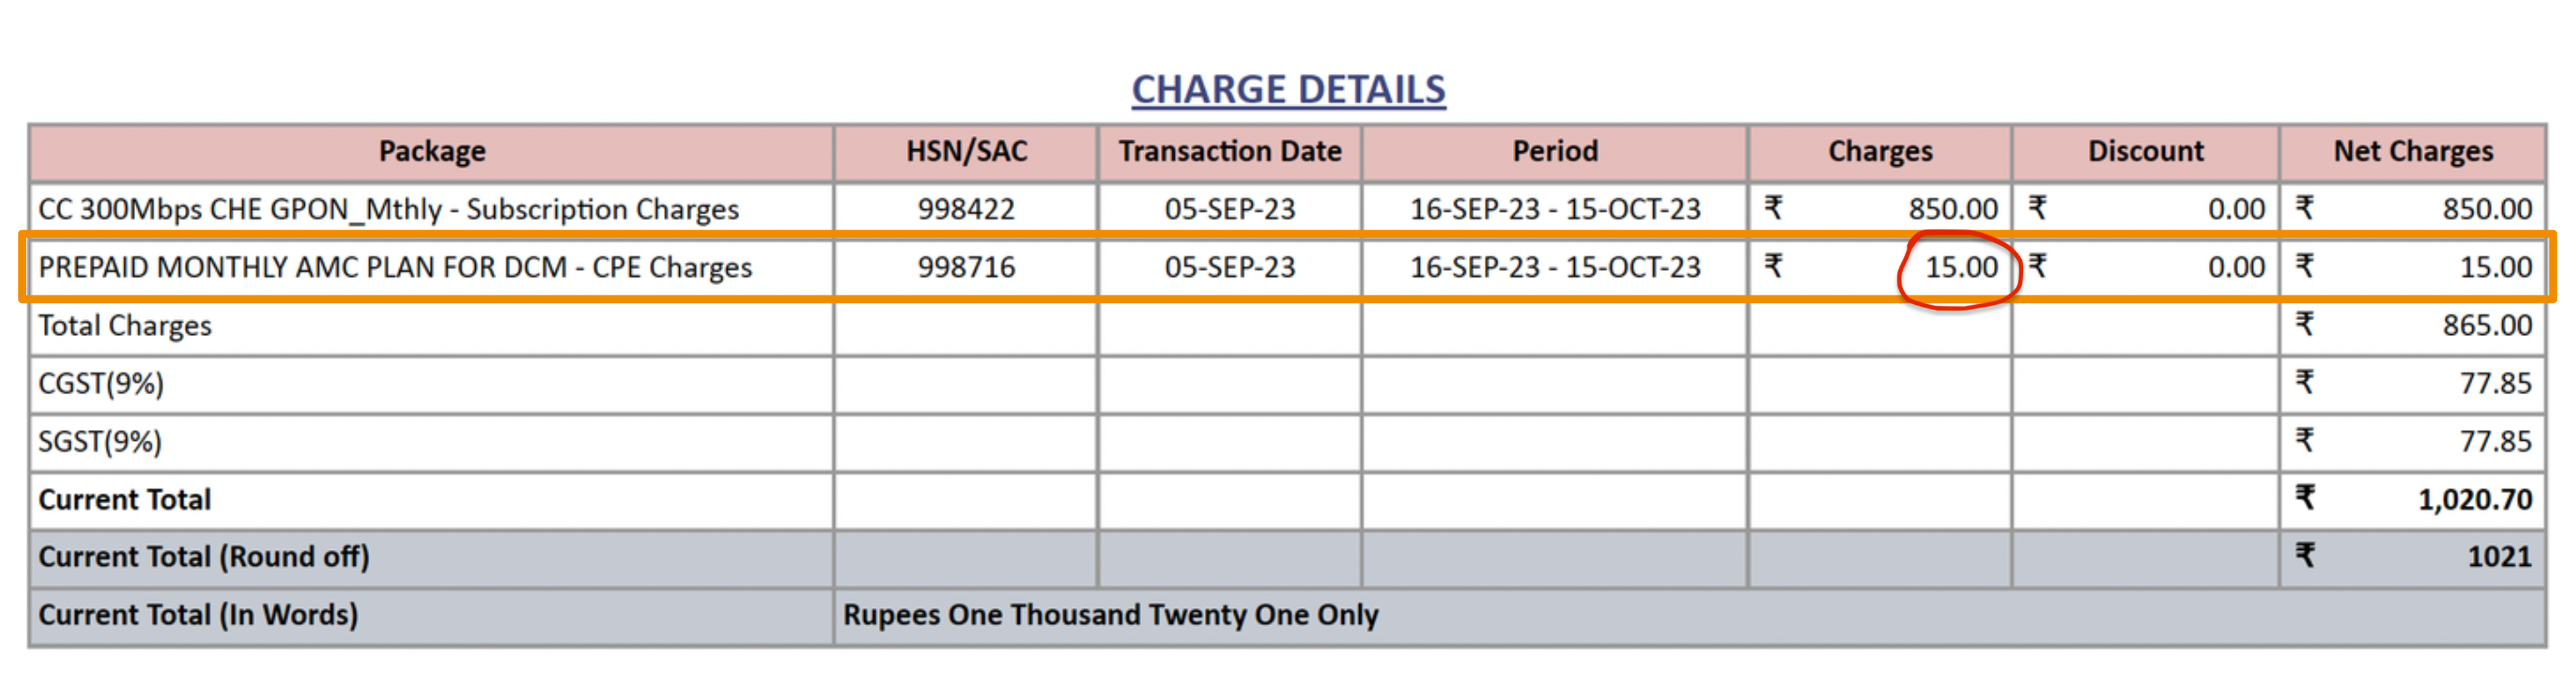 CHARGE DETAILS
Package HSN/SAC Transaction Date Period Charges Discount Net Charges
CC 300Mbps CHE GPON_Mthly - Subscription Charges 998422 05-SEP-23 16-SEP-23 - 15-OCT-23 ₹ 850.00 ₹ 0.00 ₹ 850.00
PREPAID MONTHLY AMC PLAN FOR DCM - CPE Charges 998716 05-SEP-23 16-SEP-23 - 15-OCT-23 ₹ 15.00 ₹ 0.00 ₹ 15.00
Total Charges ₹ 865.00
CGST(9%) ₹ 77.85
SGST(9%) ₹ 77.85
Current Total ₹ 1,020.70
Current Total (Round off) ₹ 1021
Current Total (In Words) Rupees One Thousand Twenty One Only